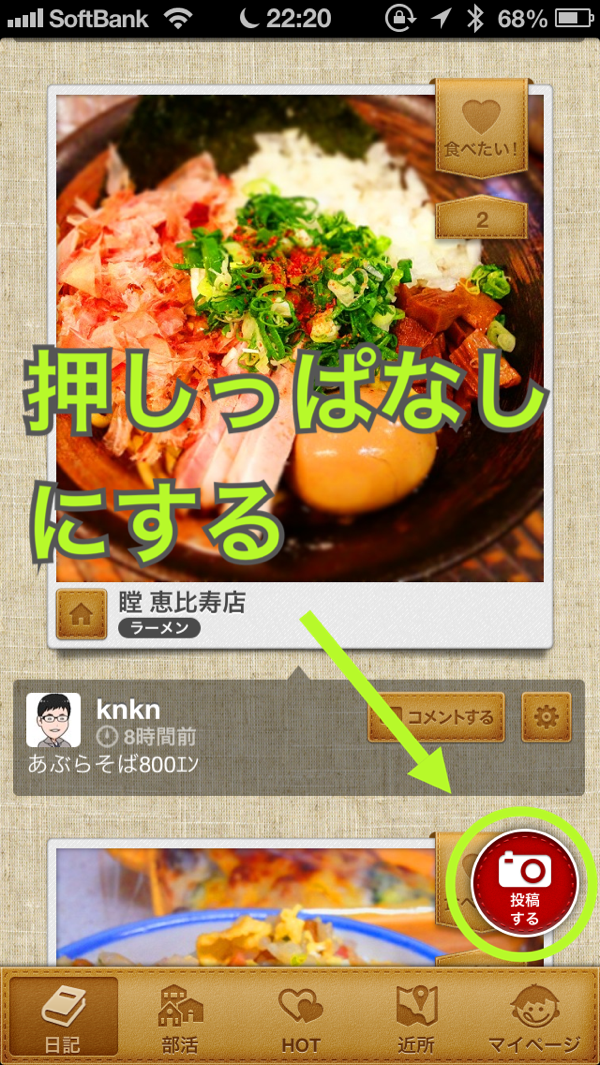 SoftBank 22:20 68%
食べたい!
2
押しっぱなし
にする
瞠 恵比寿店
ラーメン
knkn
コメントする
8時間前
あぶらそば800エン
投稿
する
日記 部活 HOT 近所 マイページ